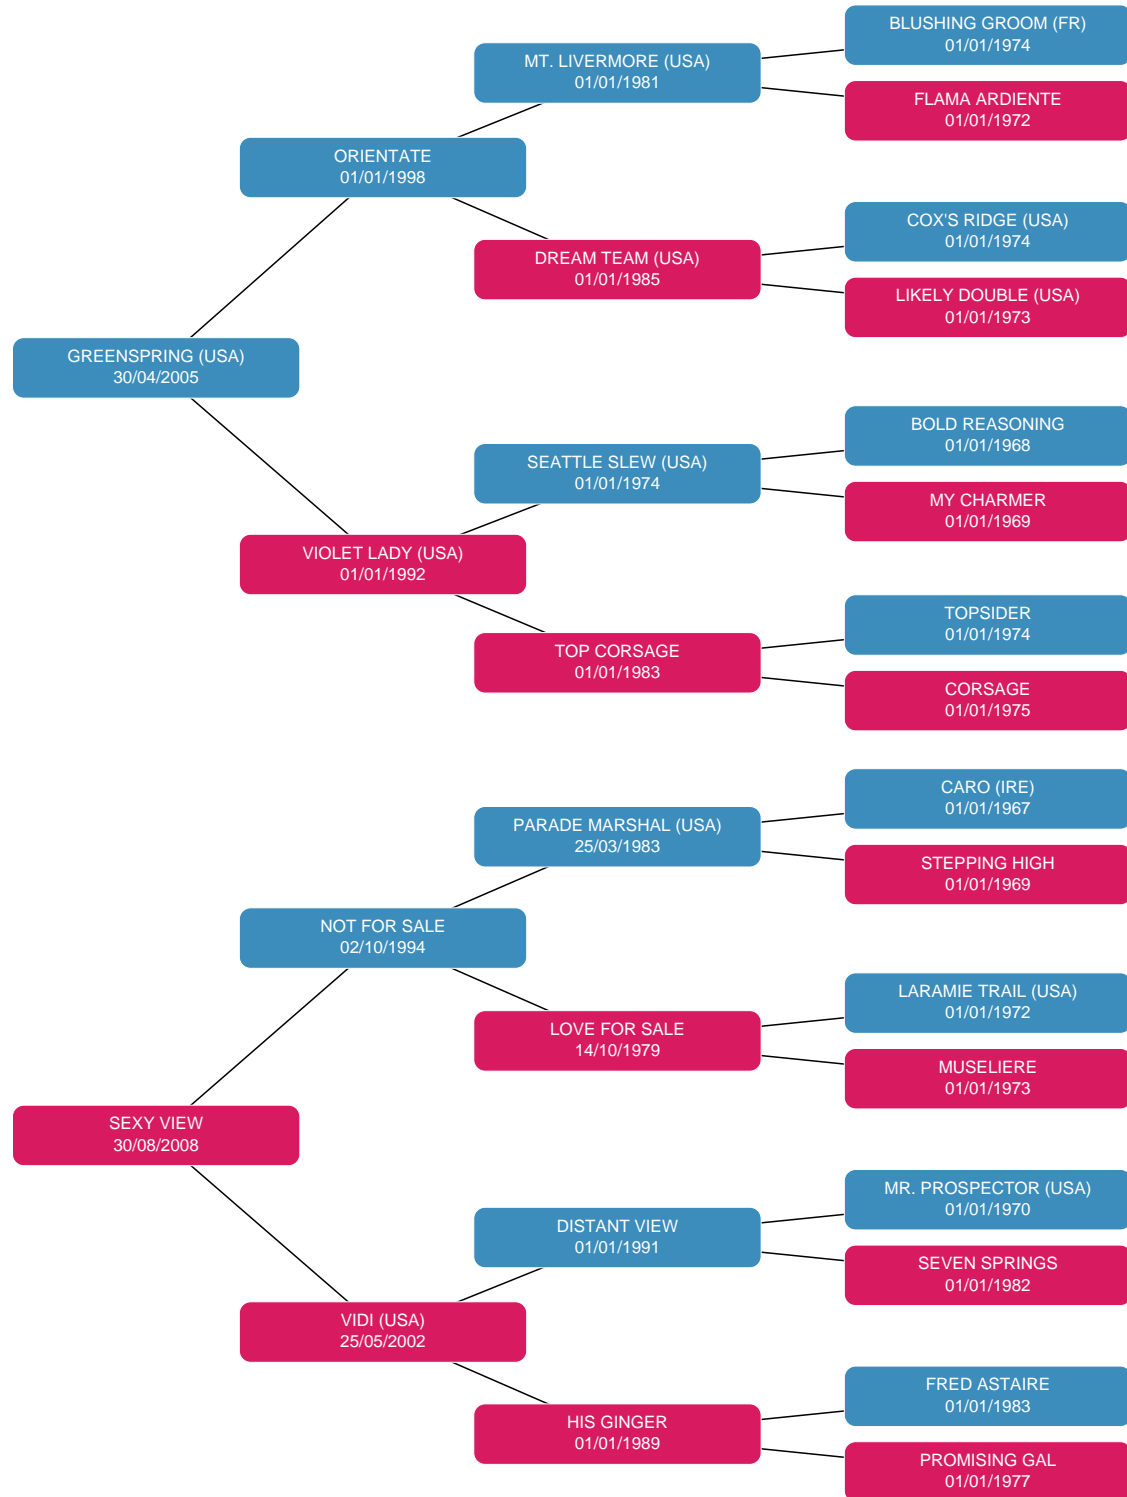 BLUSHING GROOM (FR)
01/01/1974
MT. LIVERMORE (USA)
01/01/1981
FLAMA ARDIENTE
01/01/1972
ORIENTATE
01/01/1998
COX'S RIDGE (USA)
01/01/1974
DREAM TEAM (USA)
01/01/1985
LIKELY DOUBLE (USA)
01/01/1973
GREENSPRING (USA)
30/04/2005
BOLD REASONING
01/01/1968
SEATTLE SLEW (USA)
01/01/1974
MY CHARMER
01/01/1969
VIOLET LADY (USA)
01/01/1992
TOPSIDER
01/01/1974
TOP CORSAGE
01/01/1983
CORSAGE
01/01/1975
CARO (IRE)
01/01/1967
PARADE MARSHAL (USA)
25/03/1983
STEPPING HIGH
01/01/1969
NOT FOR SALE
02/10/1994
LARAMIE TRAIL (USA)
01/01/1972
LOVE FOR SALE
14/10/1979
MUSELIERE
01/01/1973
SEXY VIEW
30/08/2008
MR. PROSPECTOR (USA)
01/01/1970
DISTANT VIEW
01/01/1991
SEVEN SPRINGS
01/01/1982
VIDI (USA)
25/05/2002
FRED ASTAIRE
01/01/1983
HIS GINGER
01/01/1989
PROMISING GAL
01/01/1977